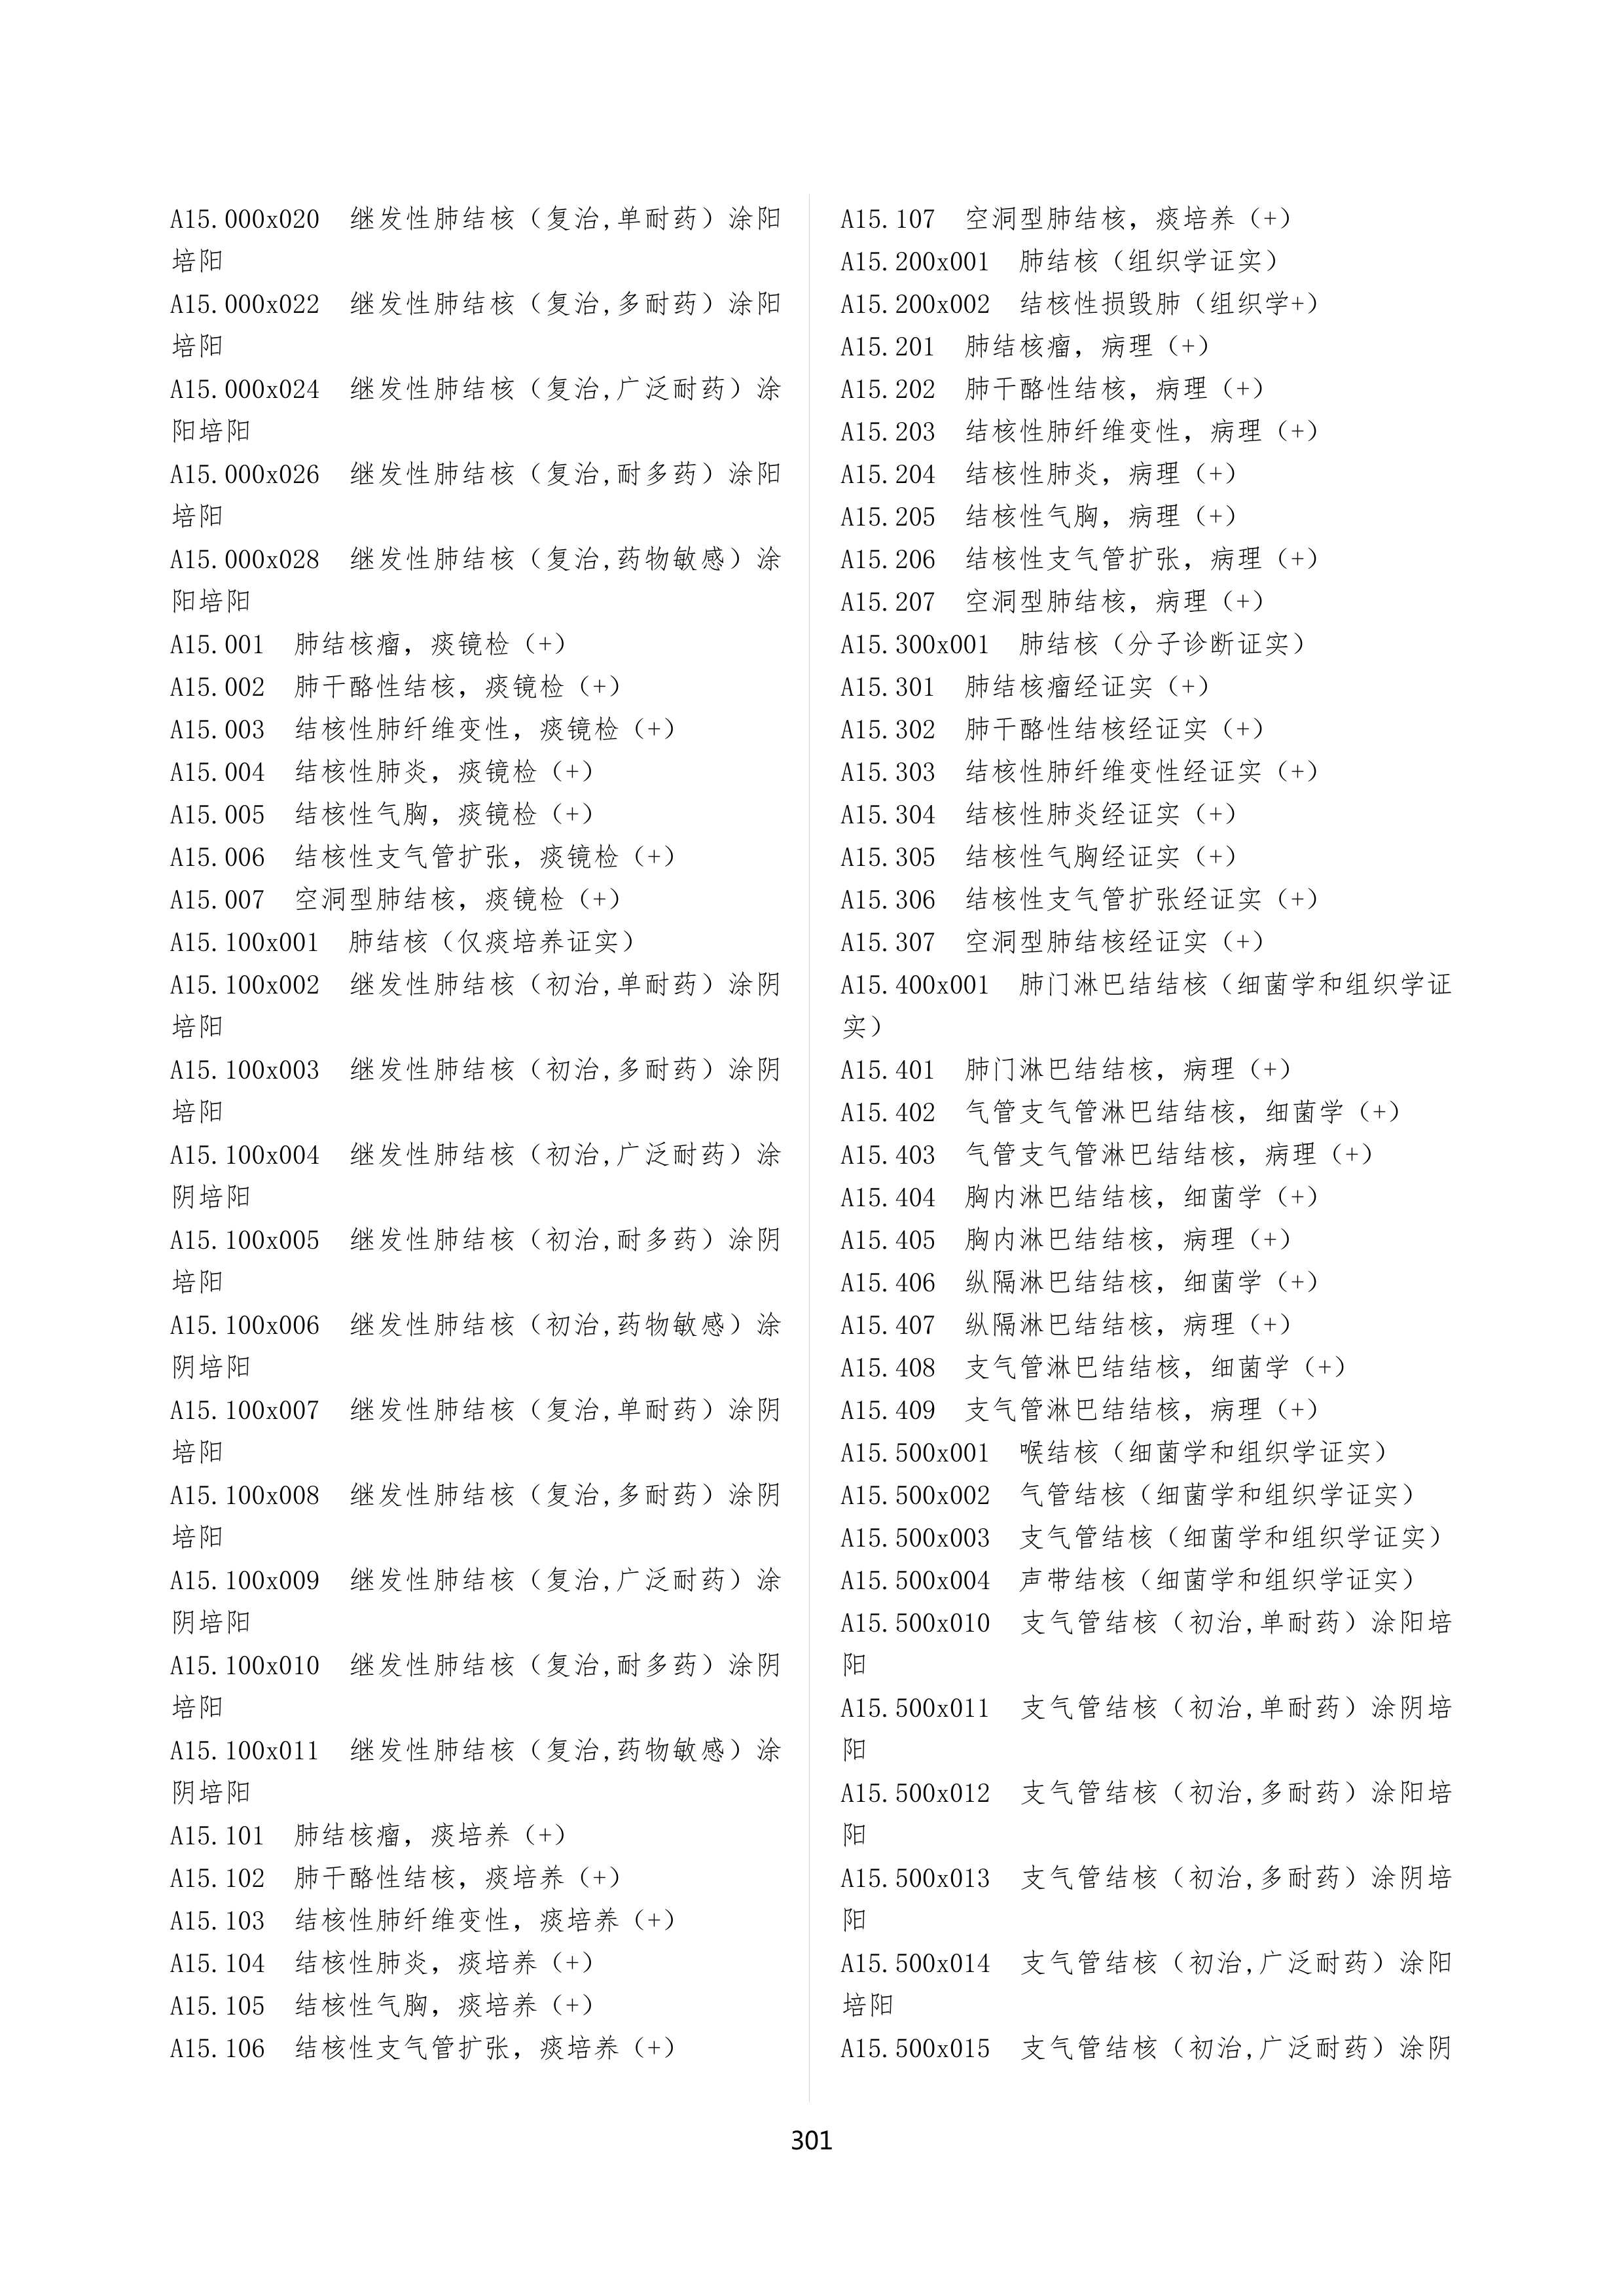 A15.000x020 继发性肺结核（复治,单耐药）涂阳
培阳
A15.000x022 继发性肺结核（复治,多耐药）涂阳
培阳
A15.000x024 继发性肺结核（复治,广泛耐药）涂
阳培阳
A15.000x026 继发性肺结核（复治,耐多药）涂阳
培阳
A15.000x028 继发性肺结核（复治,药物敏感）涂
阳培阳
A15.001 肺结核瘤，痰镜检（+）
A15.002 肺干酪性结核，痰镜检（+）
A15.003 结核性肺纤维变性，痰镜检（+）
A15.004 结核性肺炎，痰镜检（+）
A15.005 结核性气胸，痰镜检（+）
A15.006 结核性支气管扩张，痰镜检（+）
A15.007 空洞型肺结核，痰镜检（+）
A15.100x001 肺结核（仅痰培养证实）
A15.100x002 继发性肺结核（初治,单耐药）涂阴
培阳
A15.100x003 继发性肺结核（初治,多耐药）涂阴
培阳
A15.100x004 继发性肺结核（初治,广泛耐药）涂
阴培阳
A15.100x005 继发性肺结核（初治,耐多药）涂阴
培阳
A15.100x006 继发性肺结核（初治,药物敏感）涂
阴培阳
A15.100x007 继发性肺结核（复治,单耐药）涂阴
培阳
A15.100x008 继发性肺结核（复治,多耐药）涂阴
培阳
A15.100x009 继发性肺结核（复治,广泛耐药）涂
阴培阳
A15.100x010 继发性肺结核（复治,耐多药）涂阴
培阳
A15.100x011 继发性肺结核（复治,药物敏感）涂
阴培阳
A15.101 肺结核瘤，痰培养（+）
A15.102 肺干酪性结核，痰培养（+）
A15.103 结核性肺纤维变性，痰培养（+）
A15.104 结核性肺炎，痰培养（+）
A15.105 结核性气胸，痰培养（+）
A15.106 结核性支气管扩张，痰培养（+）
A15.107 空洞型肺结核，痰培养（+）
A15.200x001 肺结核（组织学证实）
A15.200x002 结核性损毁肺（组织学+）
A15.201 肺结核瘤，病理（+）
A15.202 肺干酪性结核，病理（+）
A15.203 结核性肺纤维变性，病理（+）
A15.204 结核性肺炎，病理（+）
A15.205 结核性气胸，病理（+）
A15.206 结核性支气管扩张，病理（+）
A15.207 空洞型肺结核，病理（+）
A15.300x001 肺结核（分子诊断证实）
A15.301 肺结核瘤经证实（+）
A15.302 肺干酪性结核经证实（+）
A15.303 结核性肺纤维变性经证实（+）
A15.304 结核性肺炎经证实（+）
A15.305 结核性气胸经证实（+）
A15.306 结核性支气管扩张经证实（+）
A15.307 空洞型肺结核经证实（+）
A15.400x001 肺门淋巴结结核（细菌学和组织学证
实）
A15.401 肺门淋巴结结核，病理（+）
A15.402 气管支气管淋巴结结核，细菌学（+）
A15.403 气管支气管淋巴结结核，病理（+）
A15.404 胸内淋巴结结核，细菌学（+）
A15.405 胸内淋巴结结核，病理（+）
A15.406 纵隔淋巴结结核，细菌学（+）
A15.407 纵隔淋巴结结核，病理（+）
A15.408 支气管淋巴结结核，细菌学（+）
A15.409 支气管淋巴结结核，病理（+）
A15.500x001 喉结核（细菌学和组织学证实）
A15.500x002 气管结核（细菌学和组织学证实）
A15.500x003 支气管结核（细菌学和组织学证实）
A15.500x004 声带结核（细菌学和组织学证实）
A15.500x010 支气管结核（初治,单耐药）涂阳培
阳
A15.500x011 支气管结核（初治,单耐药）涂阴培
阳
A15.500x012 支气管结核（初治,多耐药）涂阳培
阳
A15.500x013 支气管结核（初治,多耐药）涂阴培
阳
A15.500x014 支气管结核（初治,广泛耐药）涂阳
培阳
A15.500x015 支气管结核（初治,广泛耐药）涂阴
301